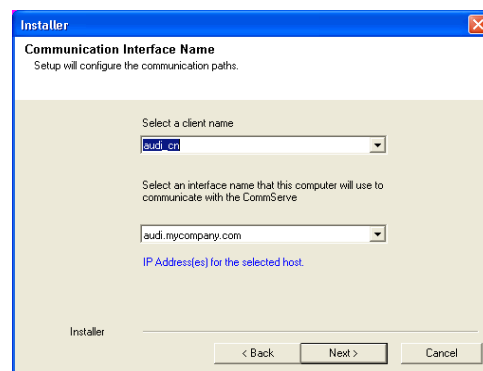 Installer
Communication Interface Name
Setup will configure the communication paths.
Select a client name
audi_cn
Select an interface name that this computer will use to
communicate with the CommServe
audi.mycompany.com
IP Address(es) for the selected host.
Installer
< Back
Next >
Cancel